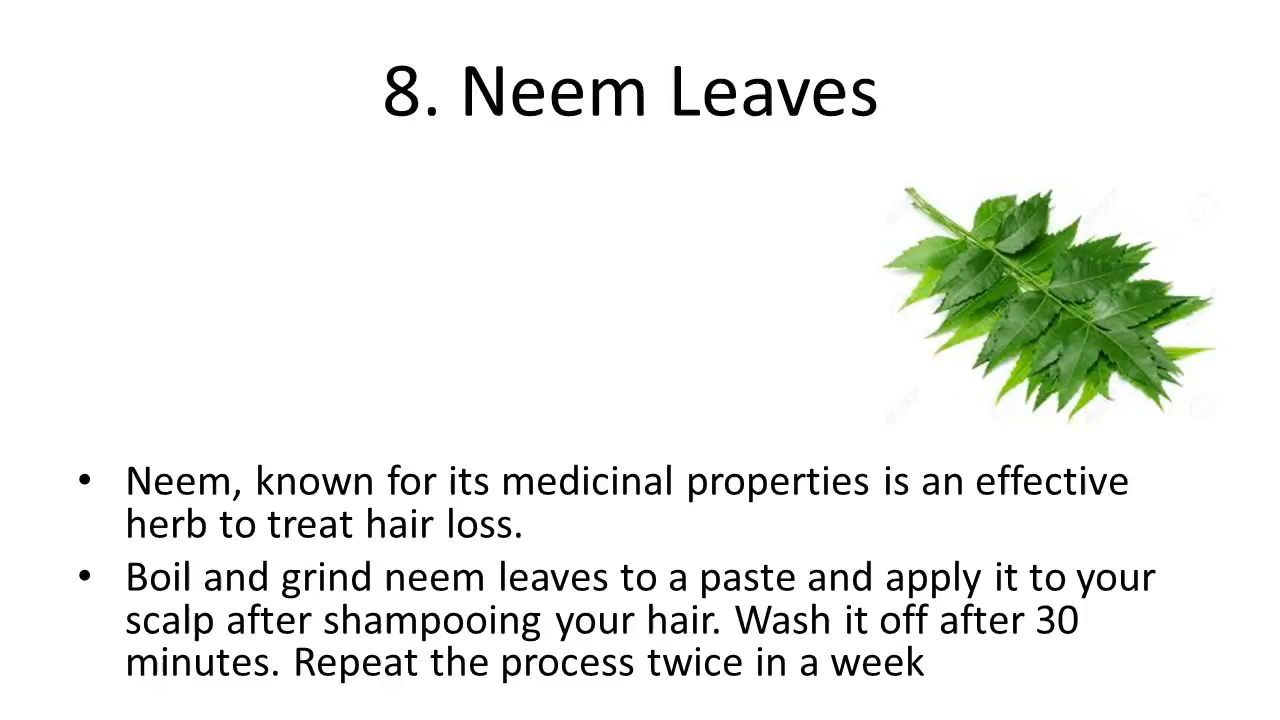 8. Neem Leaves
• Neem, known for its medicinal properties is an effective
herb to treat hair loss.
• Boil and grind neem leaves to a paste and apply it to your
scalp after shampooing your hair. Wash it off after 30
minutes. Repeat the process twice in a week